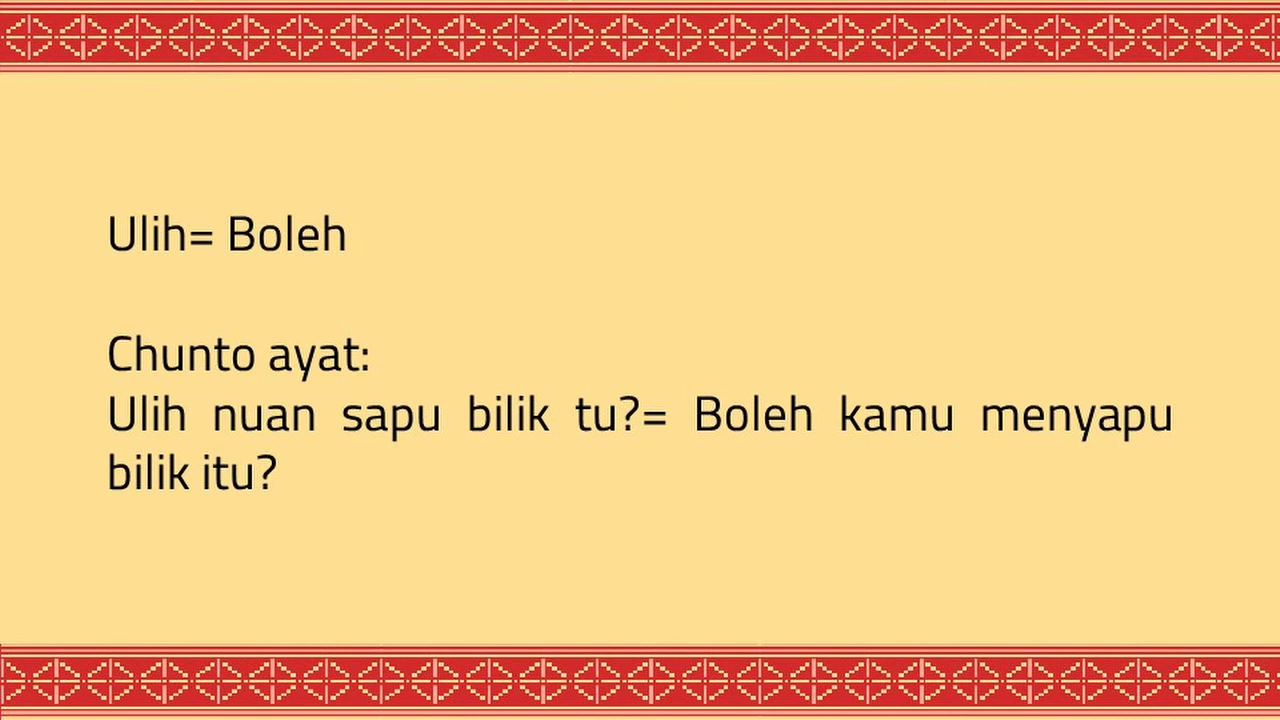 Ulih= Boleh
Chunto ayat:
Ulih nuan sapu bilik tu?= Boleh kamu menyapu
bilik itu?